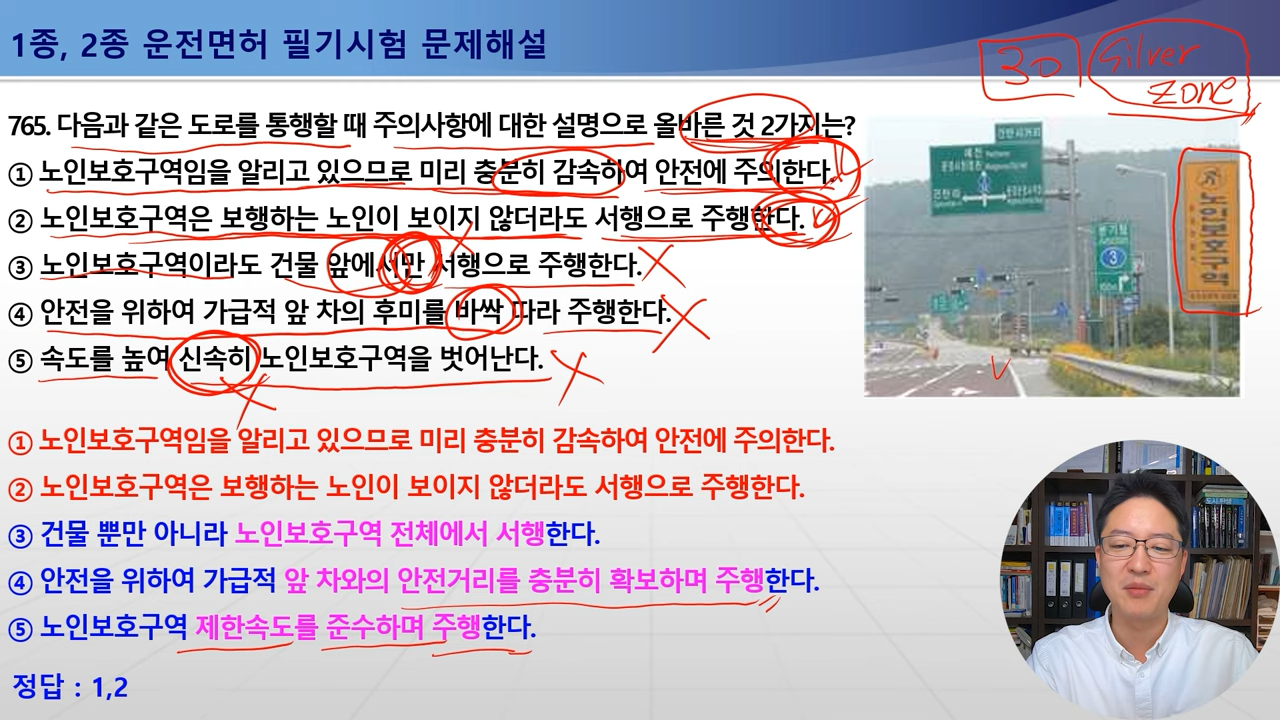 1종, 2종 운전면허 필기시험 문제해설
30 Silver Zone
765. 다음과 같은 도로를 통행할 때 주의사항에 대한 설명으로 올바른 것 2가지는?
① 노인보호구역임을 알리고 있으므로 미리 충분히 감속하여 안전에 주의한다.
② 노인보호구역은 보행하는 노인이 보이지 않더라도 서행으로 주행한다.
③ 노인보호구역이라도 건물 앞에서만 서행으로 주행한다.
④ 안전을 위하여 가급적 앞 차의 후미를 바싹 따라 주행한다.
⑤ 속도를 높여 신속히 노인보호구역을 벗어난다.
노인보호구역
3
① 노인보호구역임을 알리고 있으므로 미리 충분히 감속하여 안전에 주의한다.
② 노인보호구역은 보행하는 노인이 보이지 않더라도 서행으로 주행한다.
③ 건물 뿐만 아니라 노인보호구역 전체에서 서행한다.
④ 안전을 위하여 가급적 앞 차와의 안전거리를 충분히 확보하며 주행한다.
⑤ 노인보호구역 제한속도를 준수하며 주행한다.
정답 : 1,2